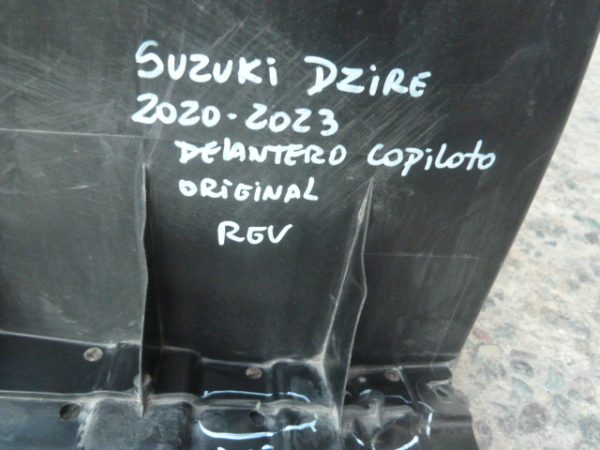 SUZUKI DZIRE
2020-2023
DELANTERO COPILOTO
ORIGINAL
REV